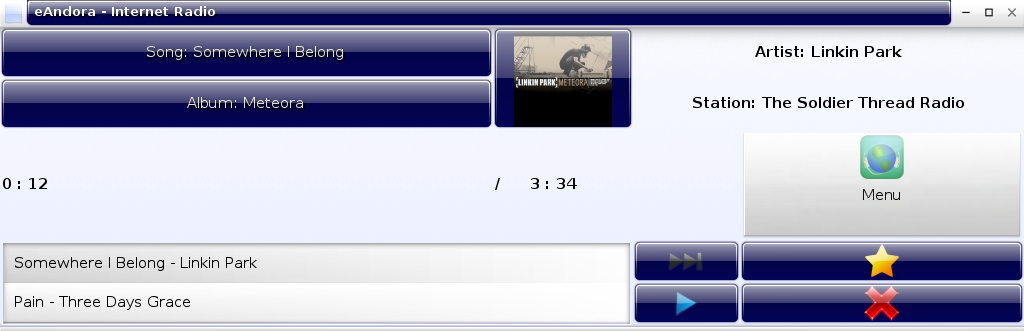 eAndora - Internet Radio
Song: Somewhere I Belong
Artist: Linkin Park
Album: Meteora
LINKIN PARK METEORA
Station: The Soldier Thread Radio
0 : 12 / 3 : 34
Menu
Somewhere I Belong - Linkin Park
Pain - Three Days Grace